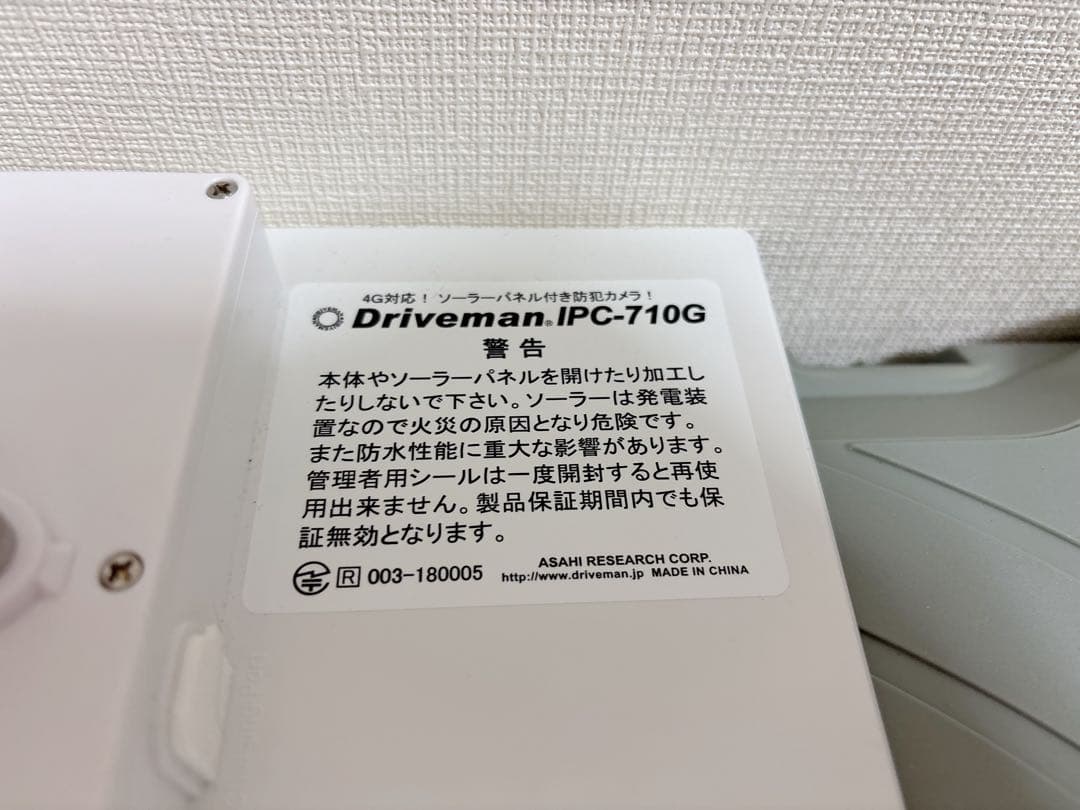 4G対応！ ソーラーパネル付き防犯カメラ！
Driveman® IPC-710G
警告
本体やソーラーパネルを開けたり加工し
たりしないで下さい。ソーラーは発電装
置なので火災の原因となり危険です。
また防水性能に重大な影響があります。
管理者用シールは一度開封すると再使
用出来ません。製品保証期間内でも保
証無効となります。
R 003-180005
ASAHI RESEARCH CORP.
http://www.driveman.jp MADE IN CHINA